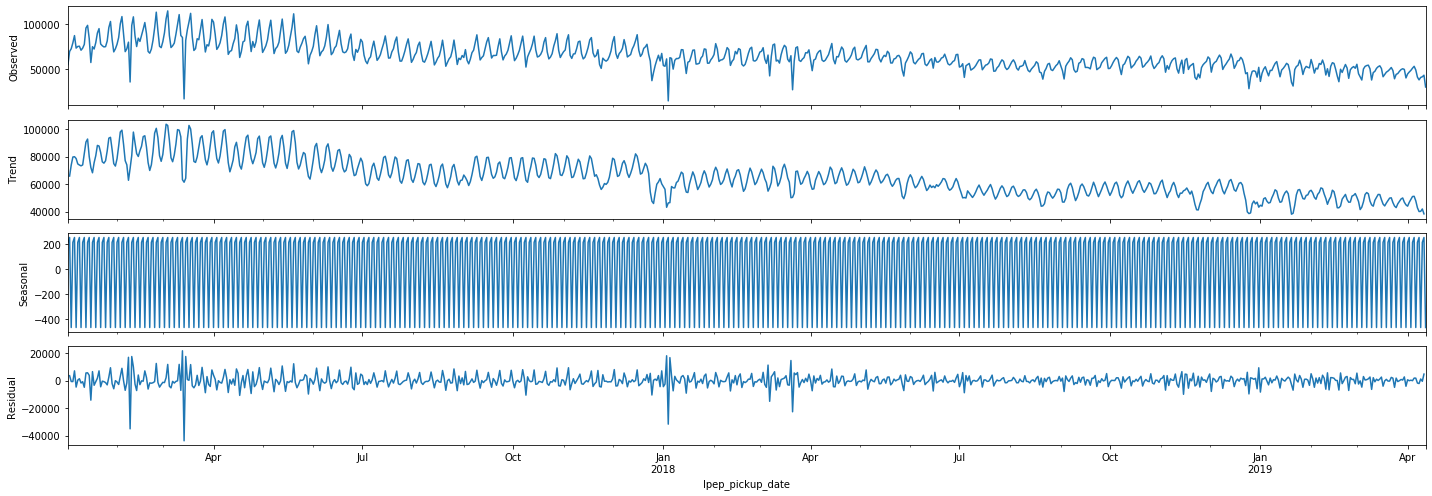 Observed
100000
50000
Trend
100000
80000
60000
40000
Seasonal
200
0
−200
−400
Residual
20000
0
−20000
−40000
Apr
Jul
Oct
Jan
2018
Apr
Jul
Oct
Jan
2019
Apr
lpep_pickup_date